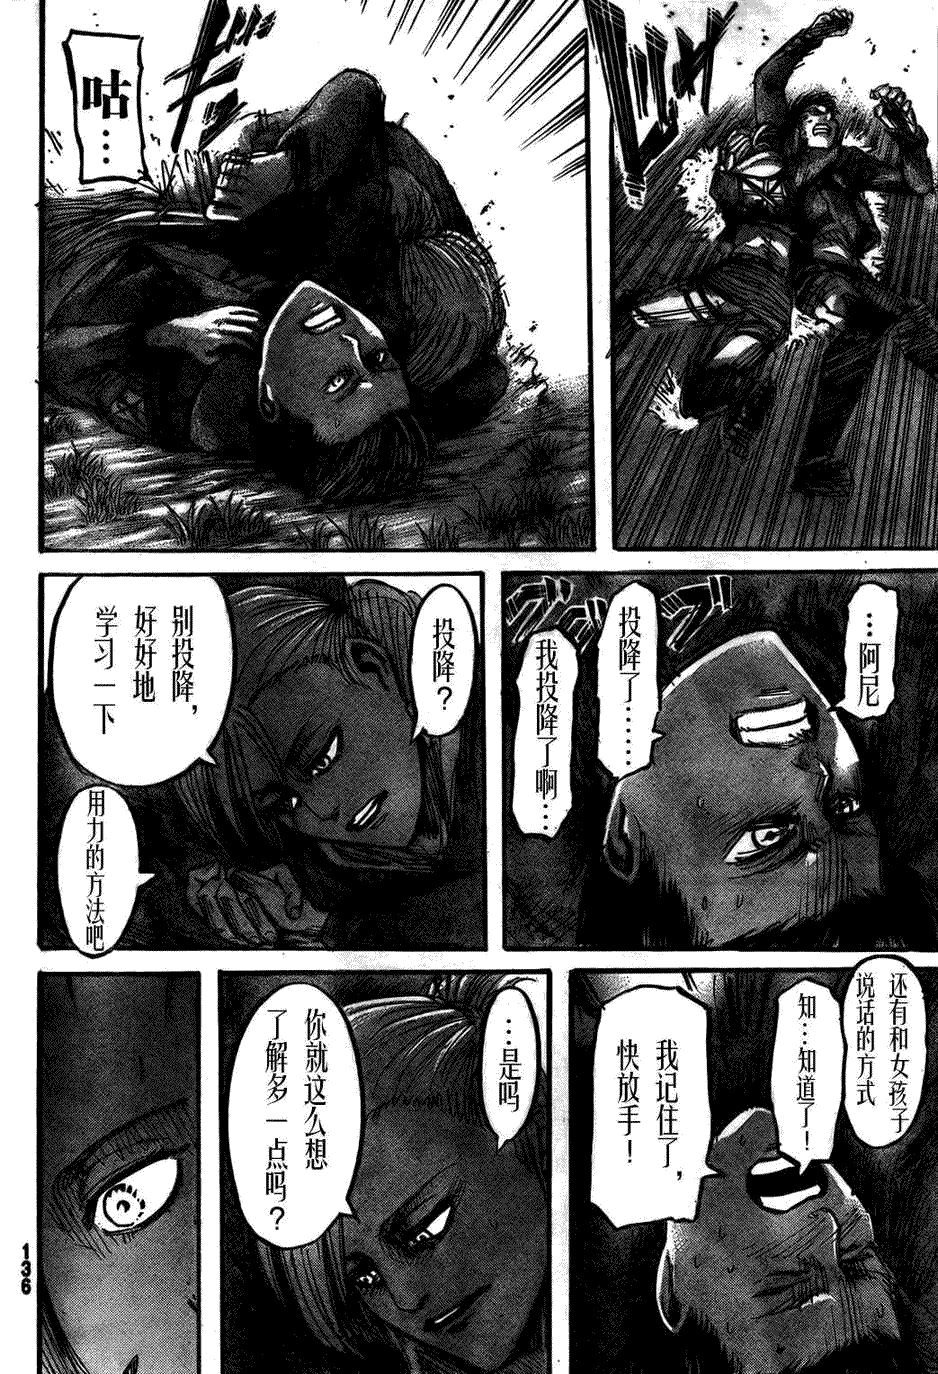 咕…
…阿尼
投降了……
我投降了啊…
投降？
别投降，
好好地
学习一下
用力的方法吧
还有和女孩子
说话的方式
知…知道了！
我记住了，
快放手！
…是吗
你就这么想
了解多一点吗？
136